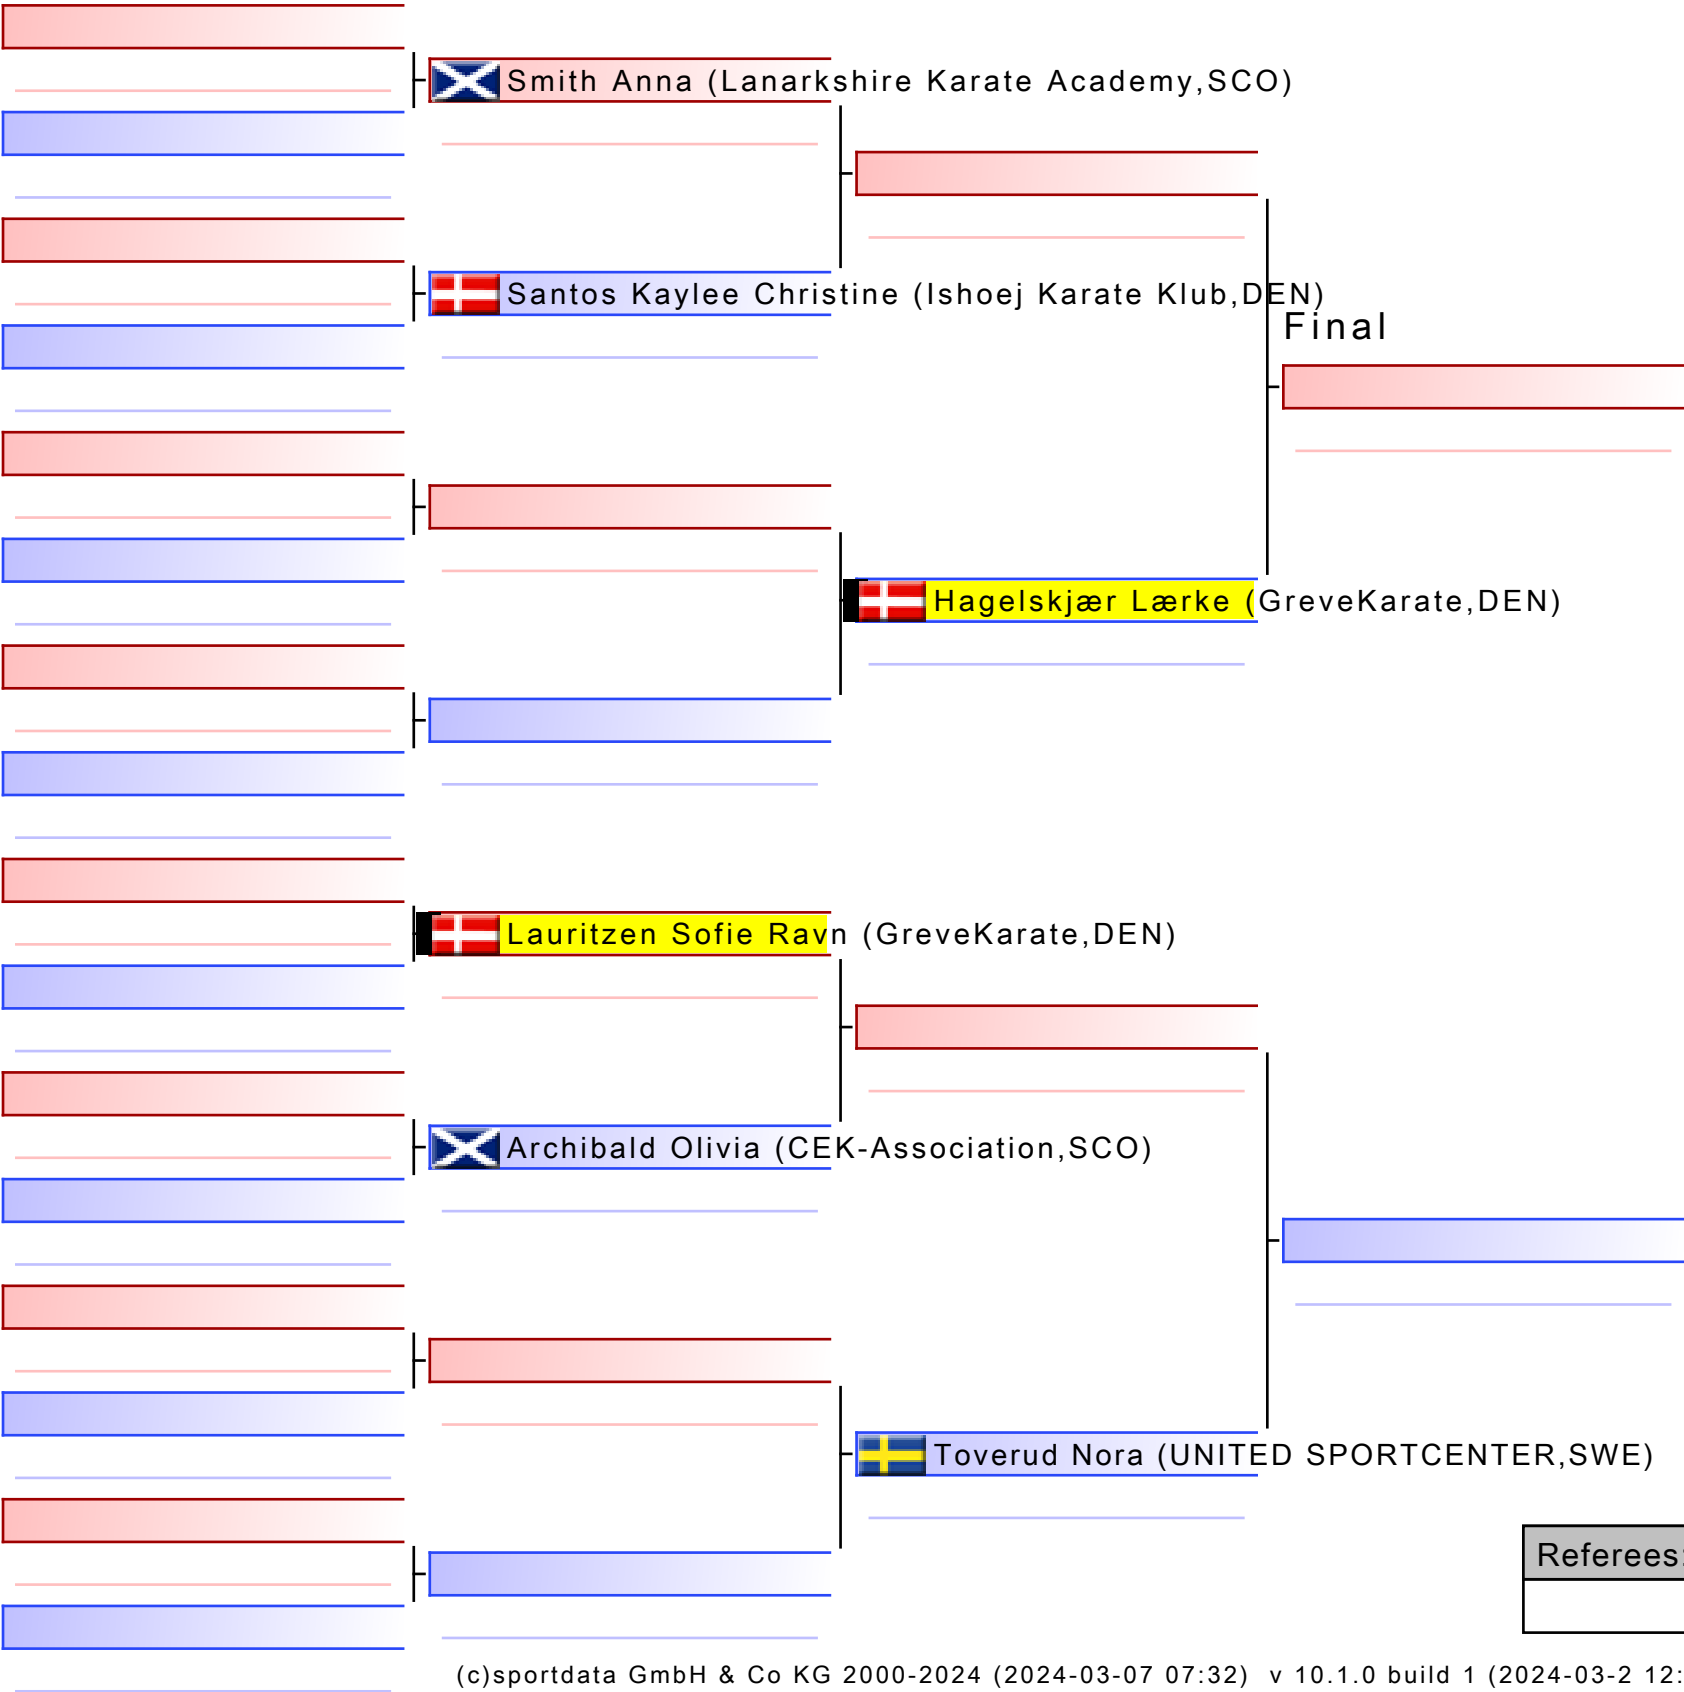 Smith Anna (Lanarkshire Karate Academy,SCO)
Santos Kaylee Christine (Ishoej Karate Klub,DEN)
Final
Hagelskjær Lærke (GreveKarate,DEN)
Lauritzen Sofie Ravn (GreveKarate,DEN)
Archibald Olivia (CEK-Association,SCO)
Toverud Nora (UNITED SPORTCENTER,SWE)
Referees:
(c)sportdata GmbH & Co KG 2000-2024 (2024-03-07 07:32) v 10.1.0 build 1 (2024-03-2 12: